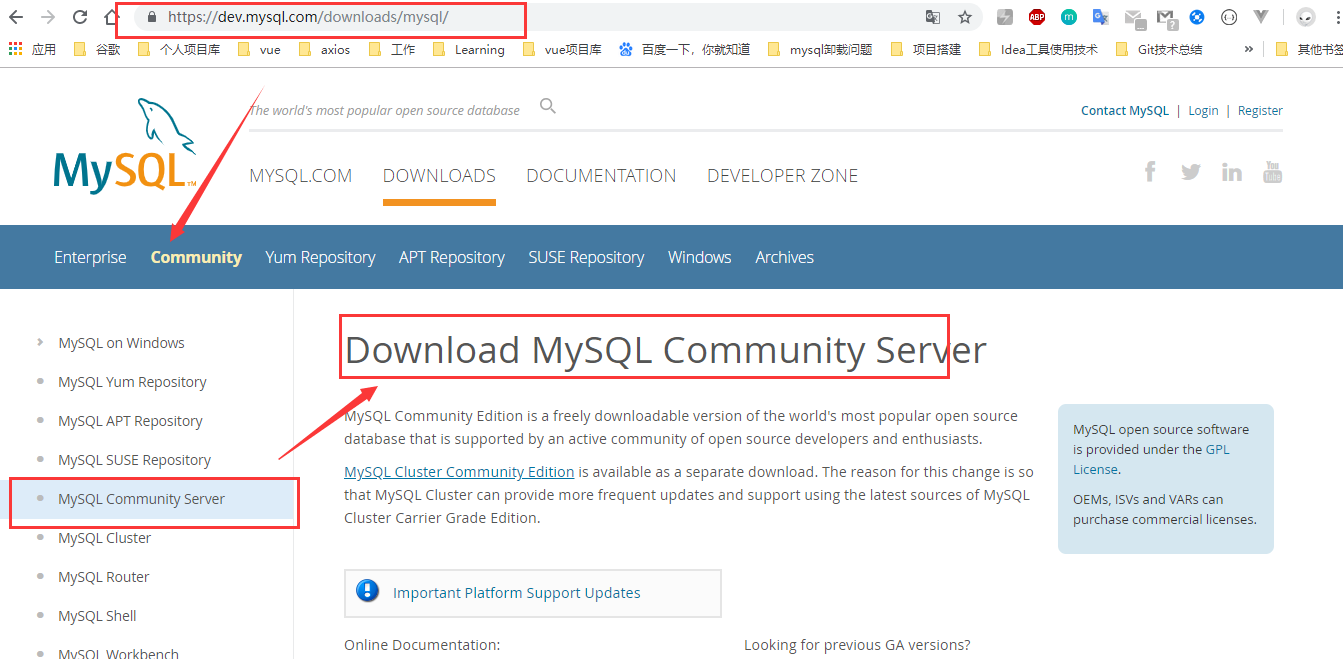 https://dev.mysql.com/downloads/mysql/
ABP
m
应用 谷歌 个人项目库 vue axios 工作 Learning vue项目库 百度一下，你就知道 mysql卸载问题 项目搭建 Idea工具使用技术 Git技术总结 » 其他书签
The world's most popular open source database
Contact MySQL | Login | Register
MySQL™
MYSQL.COM DOWNLOADS DOCUMENTATION DEVELOPER ZONE
f in You Tube
Enterprise Community Yum Repository APT Repository SUSE Repository Windows Archives
MySQL on Windows
MySQL Yum Repository
MySQL APT Repository
MySQL SUSE Repository
MySQL Community Server
MySQL Cluster
MySQL Router
MySQL Shell
MySQL Workbench
Download MySQL Community Server
MySQL Community Edition is a freely downloadable version of the world's most popular open source
database that is supported by an active community of open source developers and enthusiasts.
MySQL Cluster Community Edition is available as a separate download. The reason for this change is so
that MySQL Cluster can provide more frequent updates and support using the latest sources of MySQL
Cluster Carrier Grade Edition.
Important Platform Support Updates
Online Documentation:
Looking for previous GA versions?
MySQL open source software
is provided under the GPL
License.
OEMs, ISVs and VARs can
purchase commercial licenses.